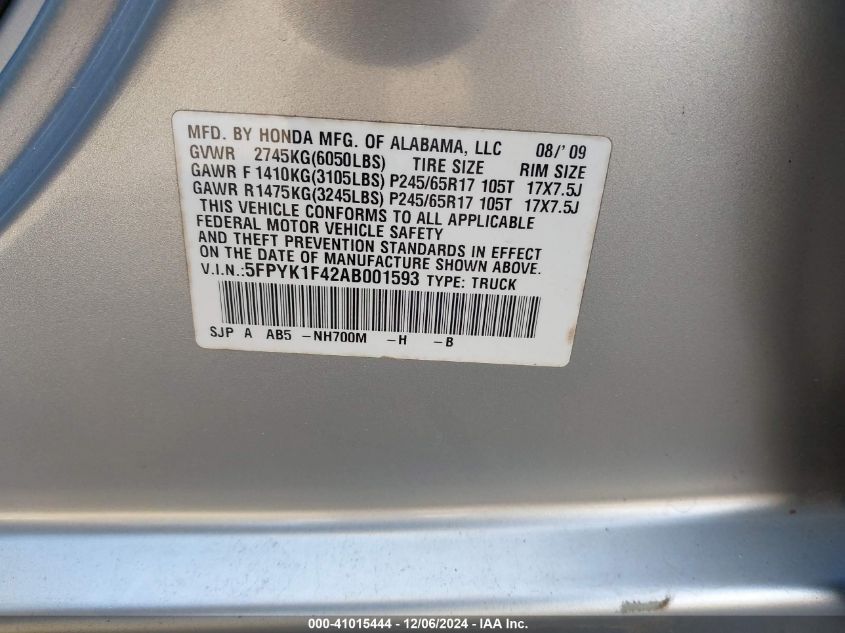 MFD. BY HONDA MFG. OF ALABAMA, LLC 08/'09
GVWR 2745KG(6050LBS) TIRE SIZE RIM SIZE
GAWR F 1410KG(3105LBS) P245/65R17 105T 17X7.5J
GAWR R 1475KG(3245LBS) P245/65R17 105T 17X7.5J
THIS VEHICLE CONFORMS TO ALL APPLICABLE
FEDERAL MOTOR VEHICLE SAFETY
AND THEFT PREVENTION STANDARDS IN EFFECT
ON THE DATE OF MANUFACTURE SHOWN ABOVE.
V.I.N.:5FPYK1F42AB001593 TYPE: TRUCK
SJP A AB5 -NH700M -H -B
000-41015444 - 12/06/2024 - IAA Inc.